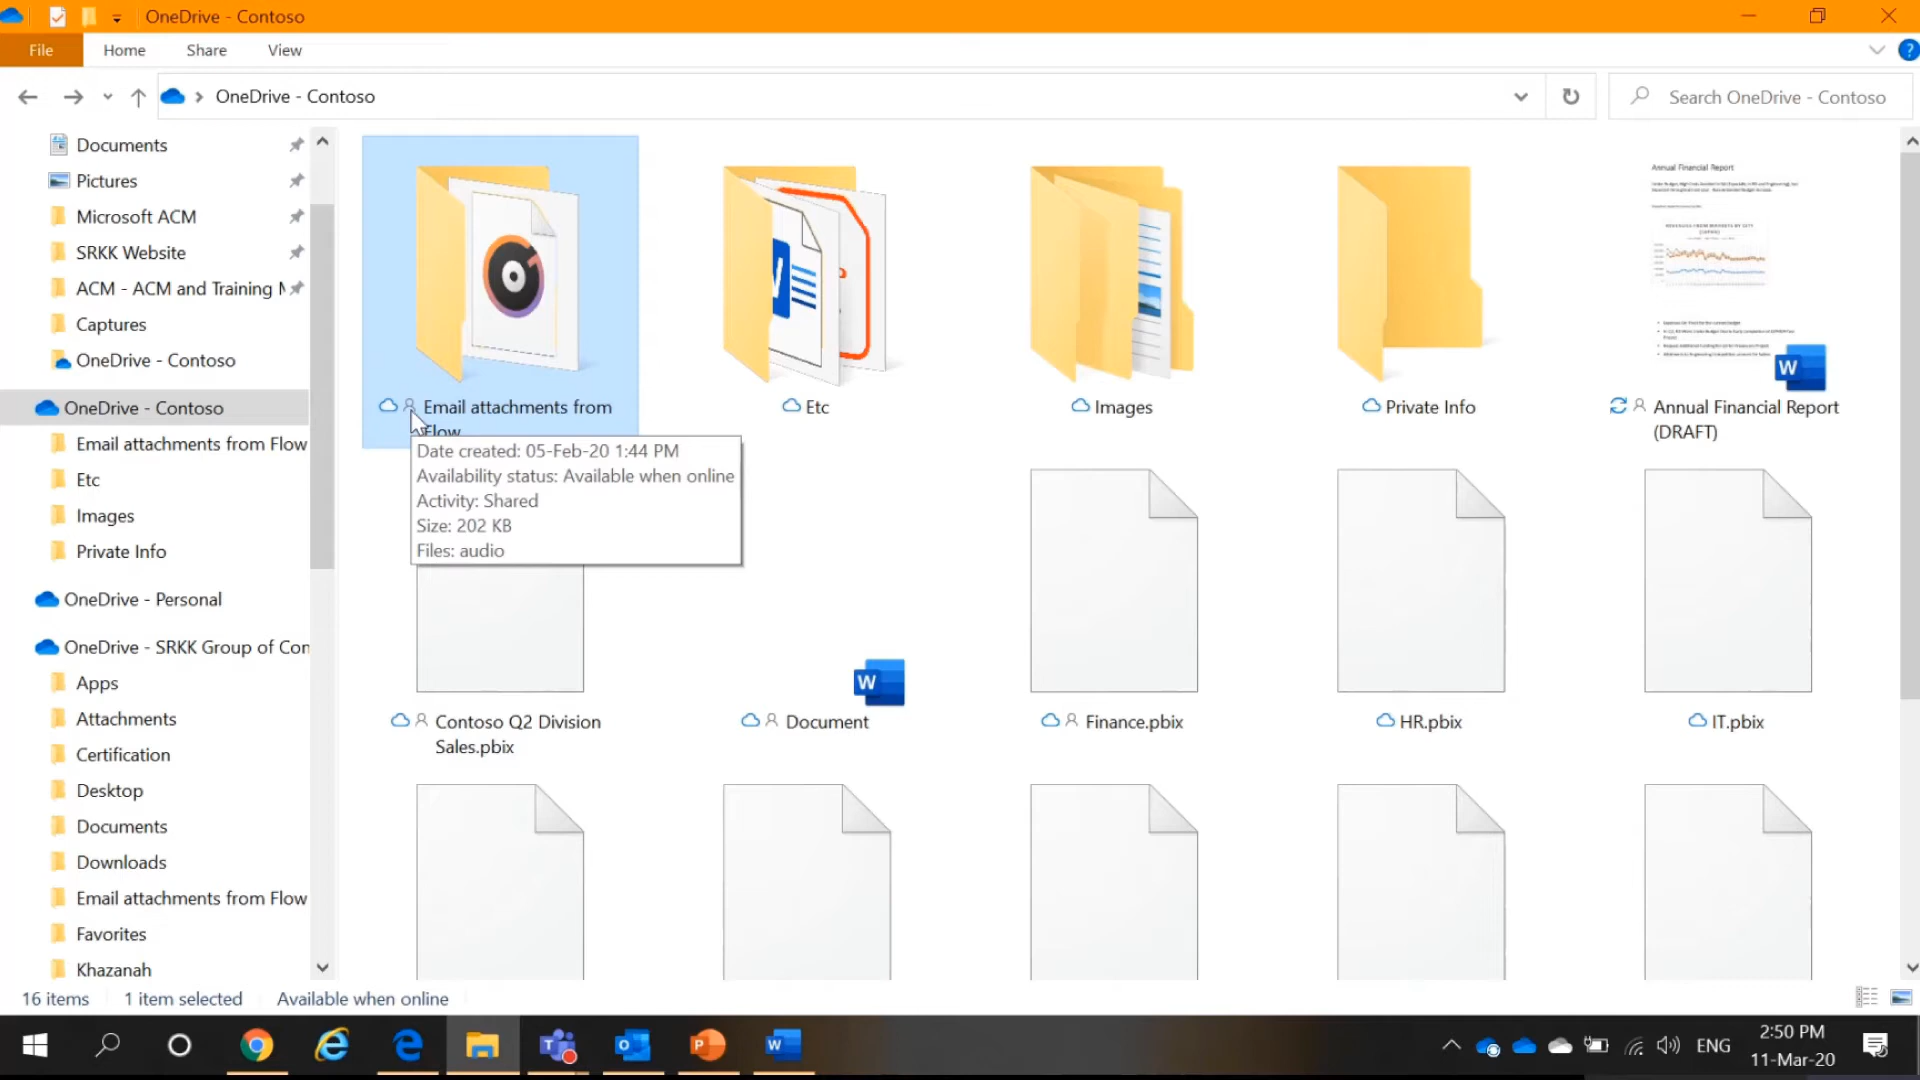 OneDrive - Contoso
File
Home
Share
View
OneDrive - Contoso
Search OneDrive - Contoso
Documents
Pictures
Microsoft ACM
SRKK Website
ACM - ACM and Training
Captures
OneDrive - Contoso
OneDrive - Contoso
Email attachments from Flow
Etc
Images
Private Info
OneDrive - Personal
OneDrive - SRKK Group of Con
Apps
Attachments
Certification
Desktop
Documents
Downloads
Email attachments from Flow
Favorites
Khazanah
Email attachments from
Flow
Etc
Images
Private Info
Annual Financial Report
Annual Financial Report
(DRAFT)
Date created: 05-Feb-20 1:44 PM
Availability status: Available when online
Activity: Shared
Size: 202 KB
Files: audio
Contoso Q2 Division
Sales.pbix
Document
Finance.pbix
HR.pbix
IT.pbix
16 items
1 item selected
Available when online
ENG
2:50 PM
11-Mar-20